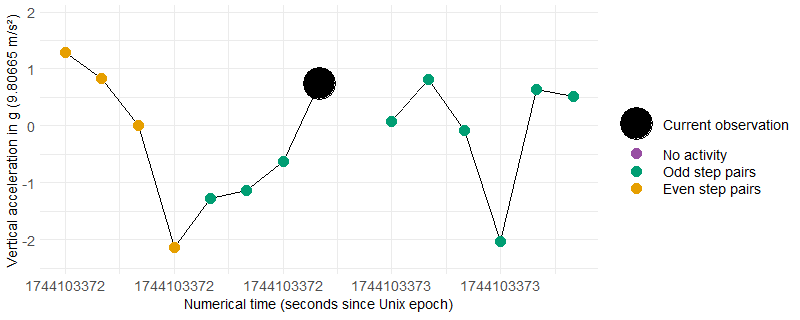 2
1
0
-1
-2
Vertical acceleration in g (9.80665 m/s²)
1744103372 1744103372 1744103372 1744103373 1744103373
Numerical time (seconds since Unix epoch)
Current observation
No activity
Odd step pairs
Even step pairs